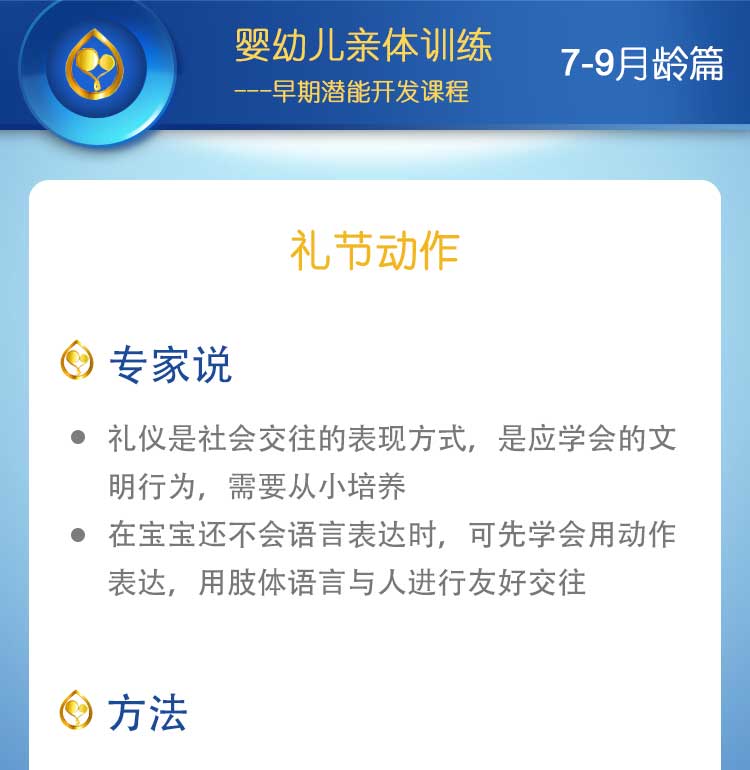 婴幼儿亲体训练
---早期潜能开发课程
7-9月龄篇
礼节动作
专家说
● 礼仪是社会交往的表现方式，是应学会的文
明行为，需要从小培养
● 在宝宝还不会语言表达时，可先学会用动作
表达，用肢体语言与人进行友好交往
方法